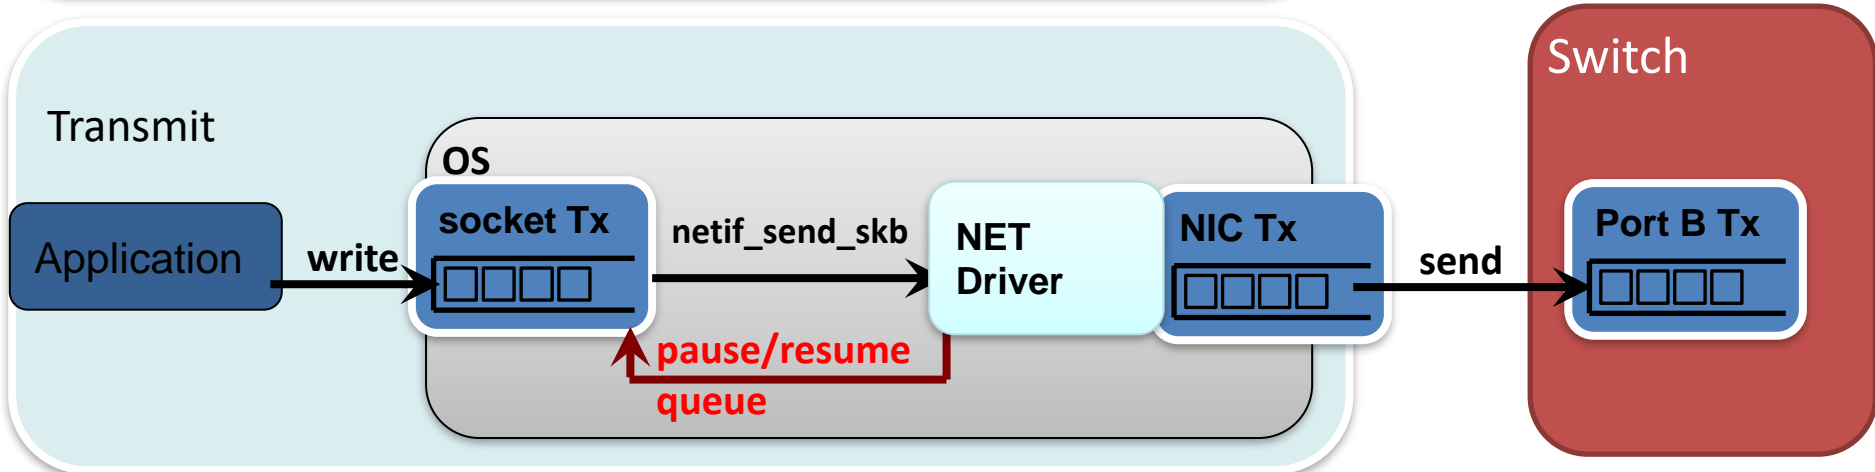 Switch
Transmit
OS
Application
write
socket Tx
netif_send_skb
NET
Driver
NIC Tx
send
Port B Tx
pause/resume
queue